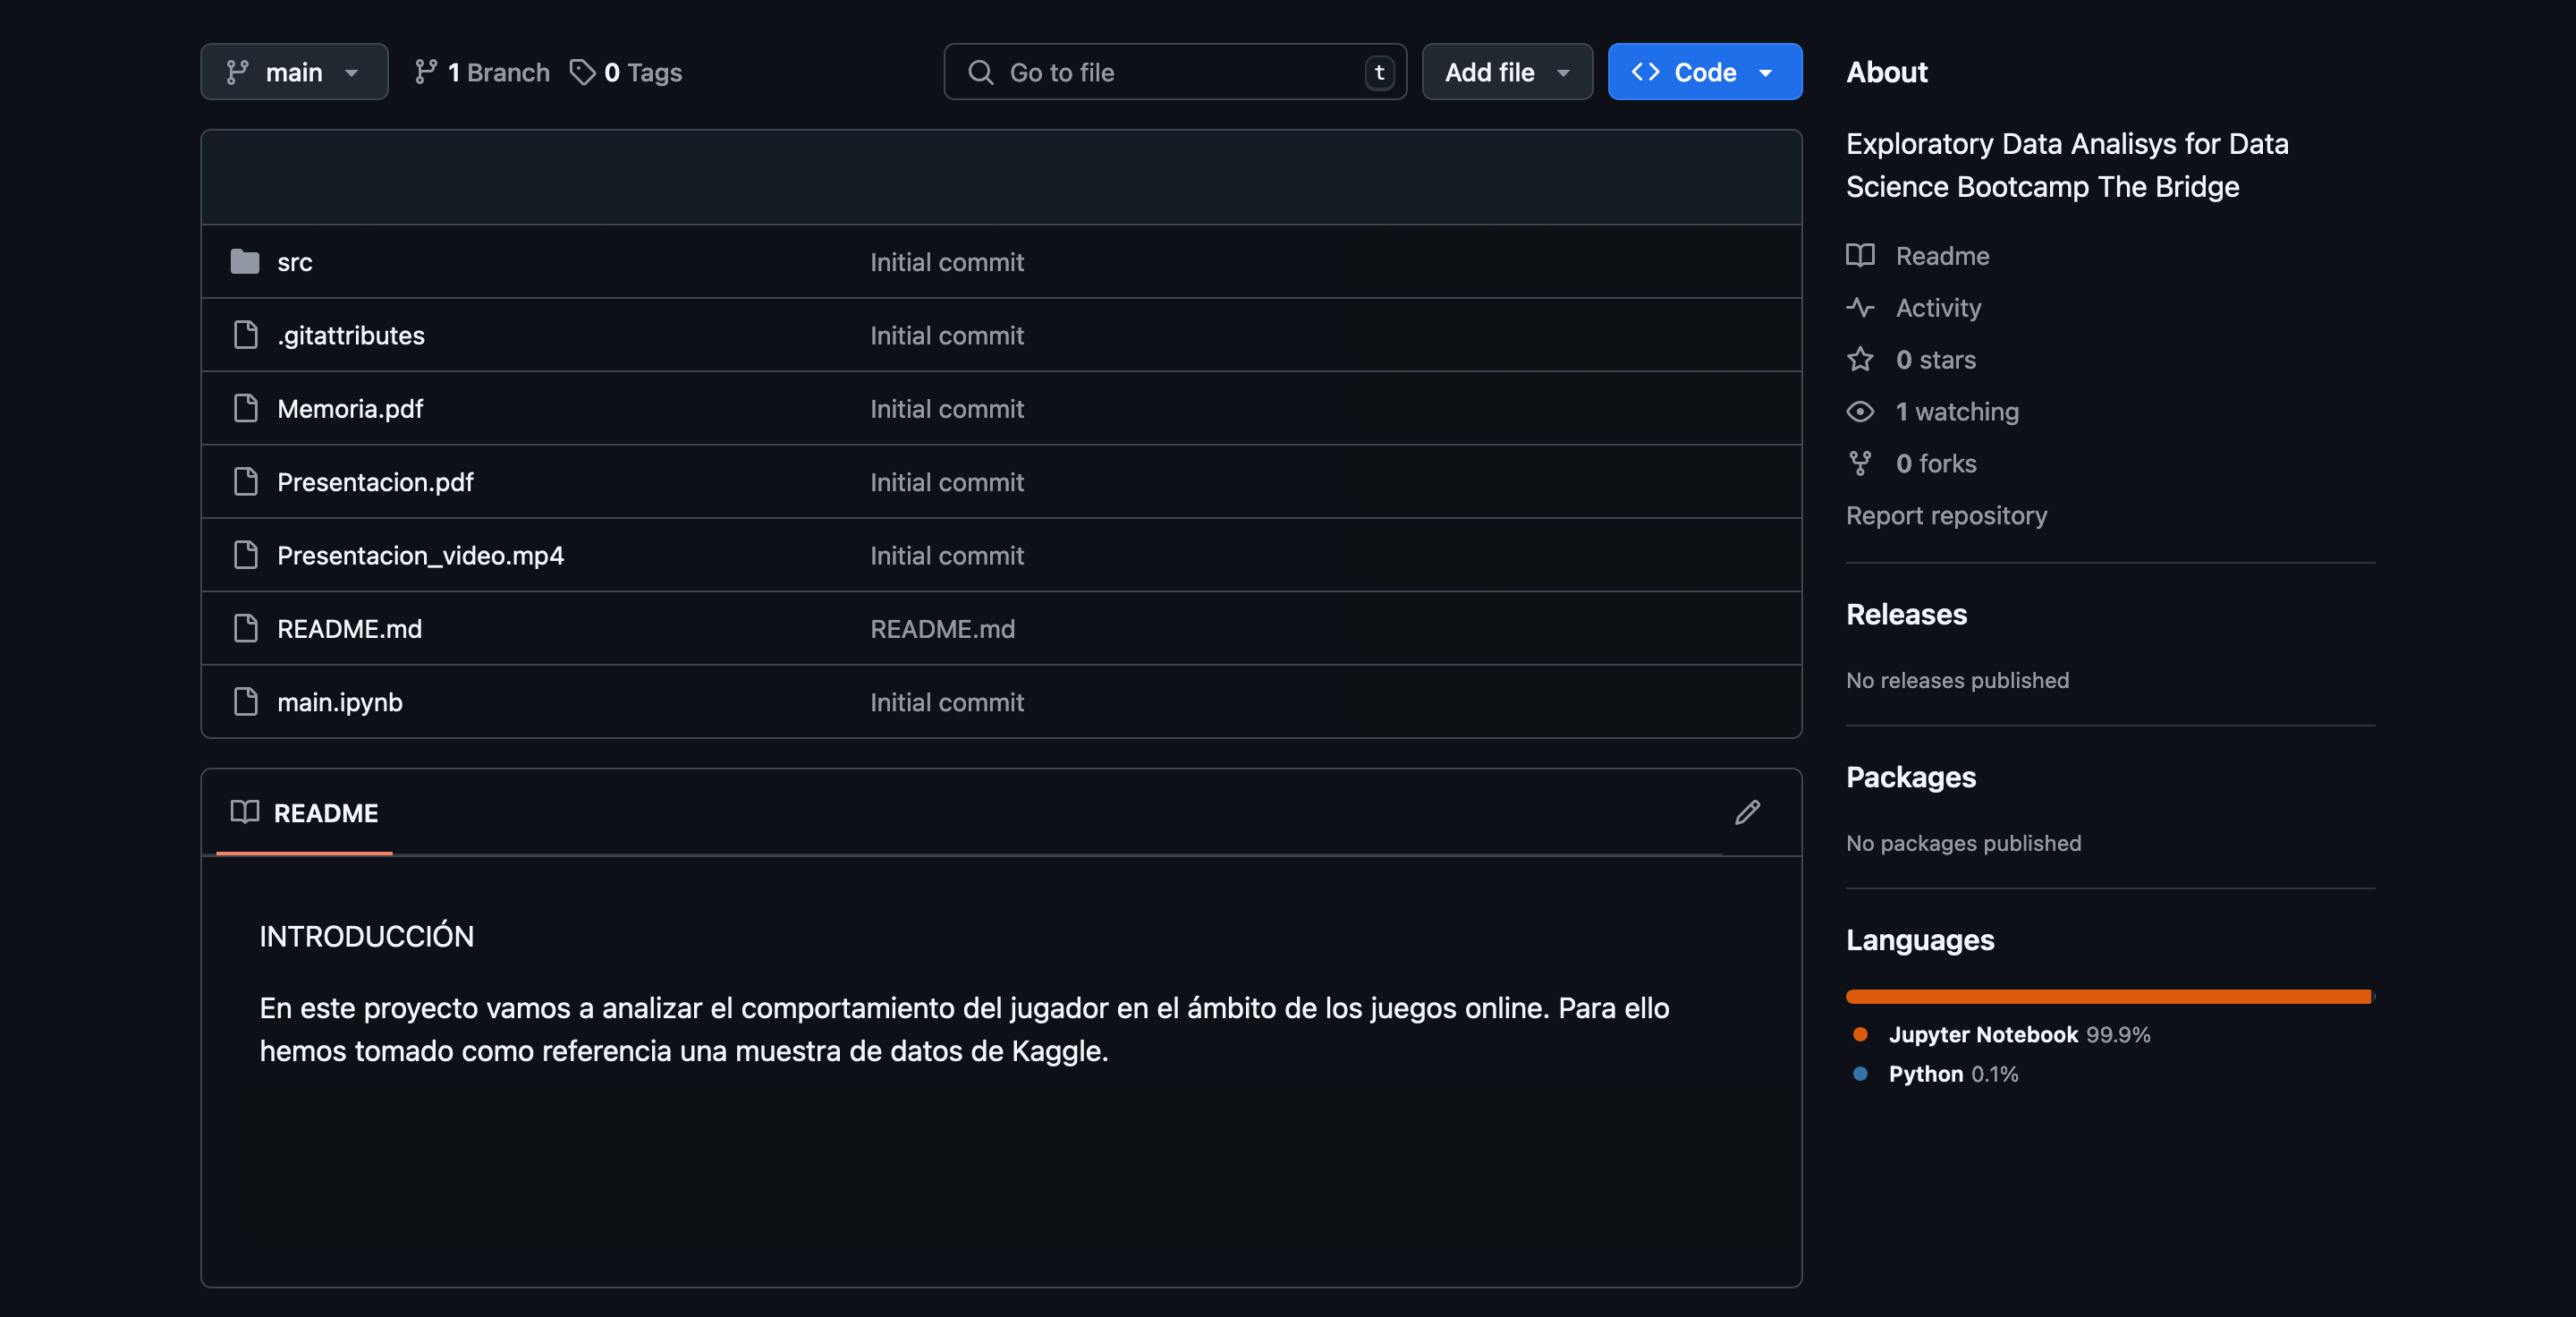 main
1 Branch
0 Tags
Go to file
t
Add file
Code
src
Initial commit
.gitattributes
Initial commit
Memoria.pdf
Initial commit
Presentacion.pdf
Initial commit
Presentacion_video.mp4
Initial commit
README.md
README.md
main.ipynb
Initial commit
README
INTRODUCCIÓN
En este proyecto vamos a analizar el comportamiento del jugador en el ámbito de los juegos online. Para ello
hemos tomado como referencia una muestra de datos de Kaggle.
About
Exploratory Data Analisys for Data
Science Bootcamp The Bridge
Readme
Activity
0 stars
1 watching
0 forks
Report repository
Releases
No releases published
Packages
No packages published
Languages
Jupyter Notebook 99.9%
Python 0.1%